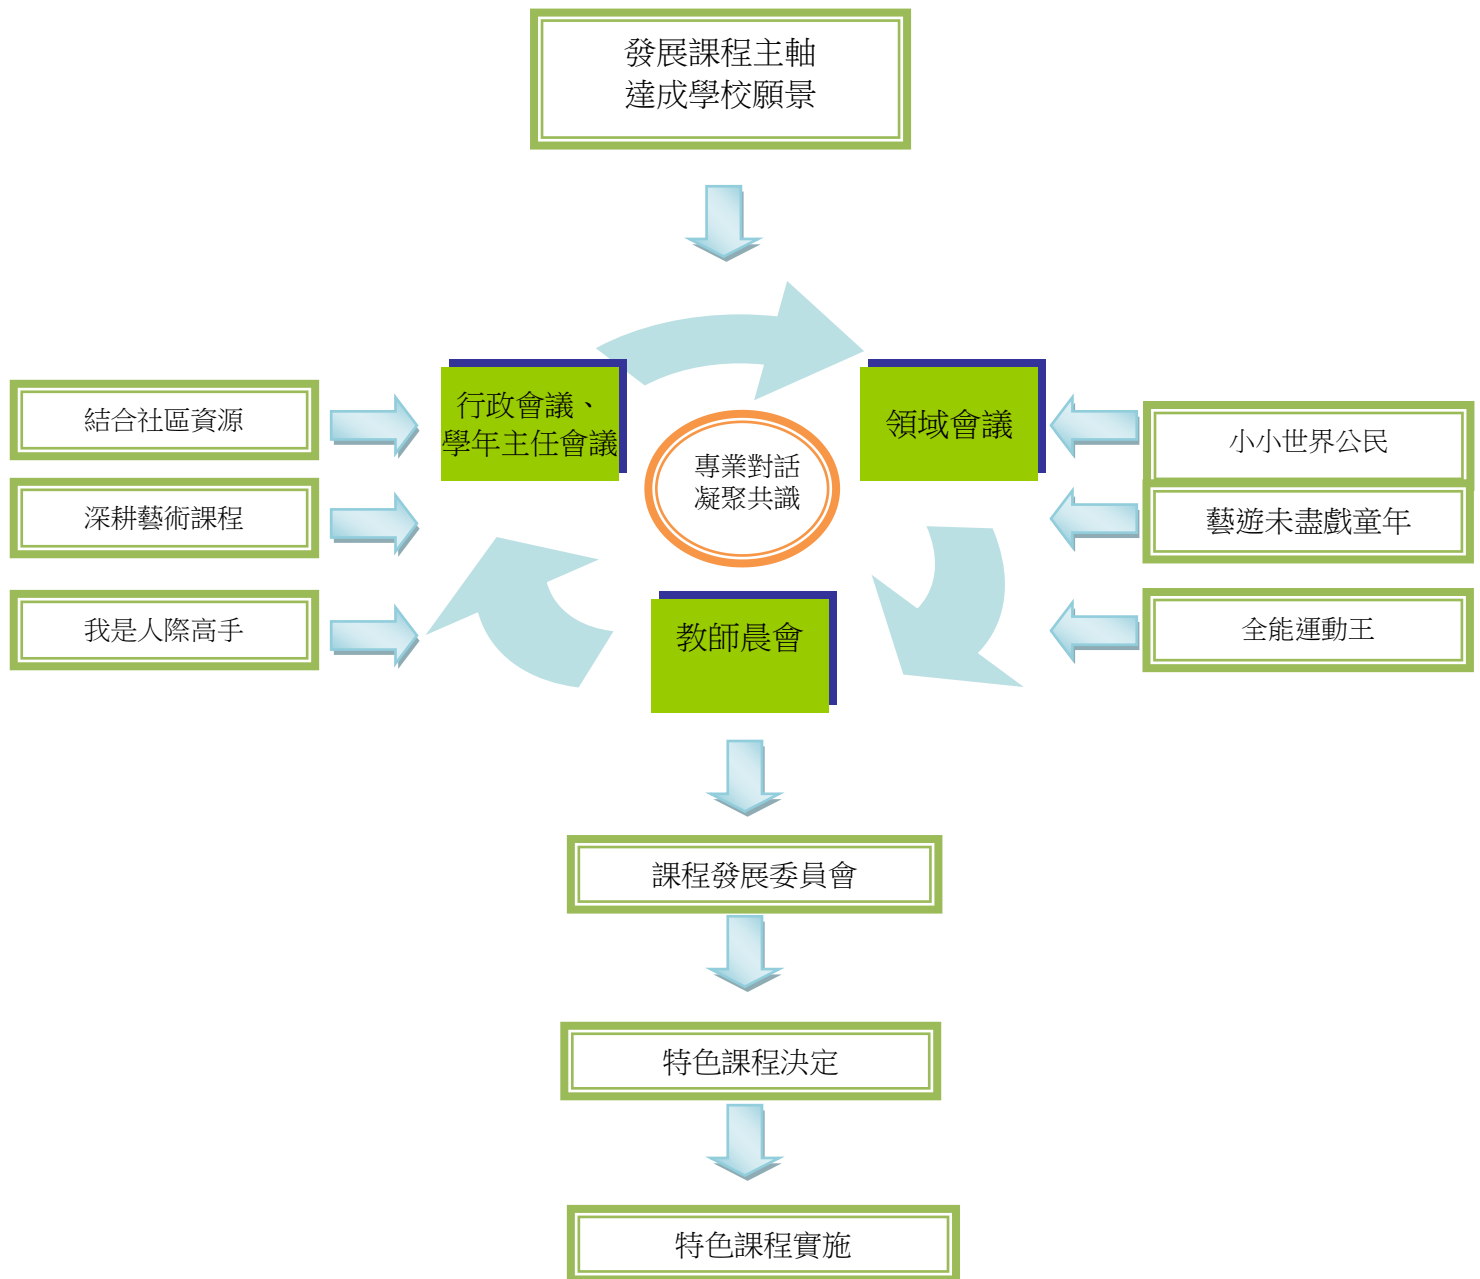 發展課程主軸
達成學校願景
行政會議、
學年主任會議
領域會議
專業對話
凝聚共識
教師晨會
結合社區資源
深耕藝術課程
我是人際高手
小小世界公民
藝遊未盡戲童年
全能運動王
課程發展委員會
特色課程決定
特色課程實施